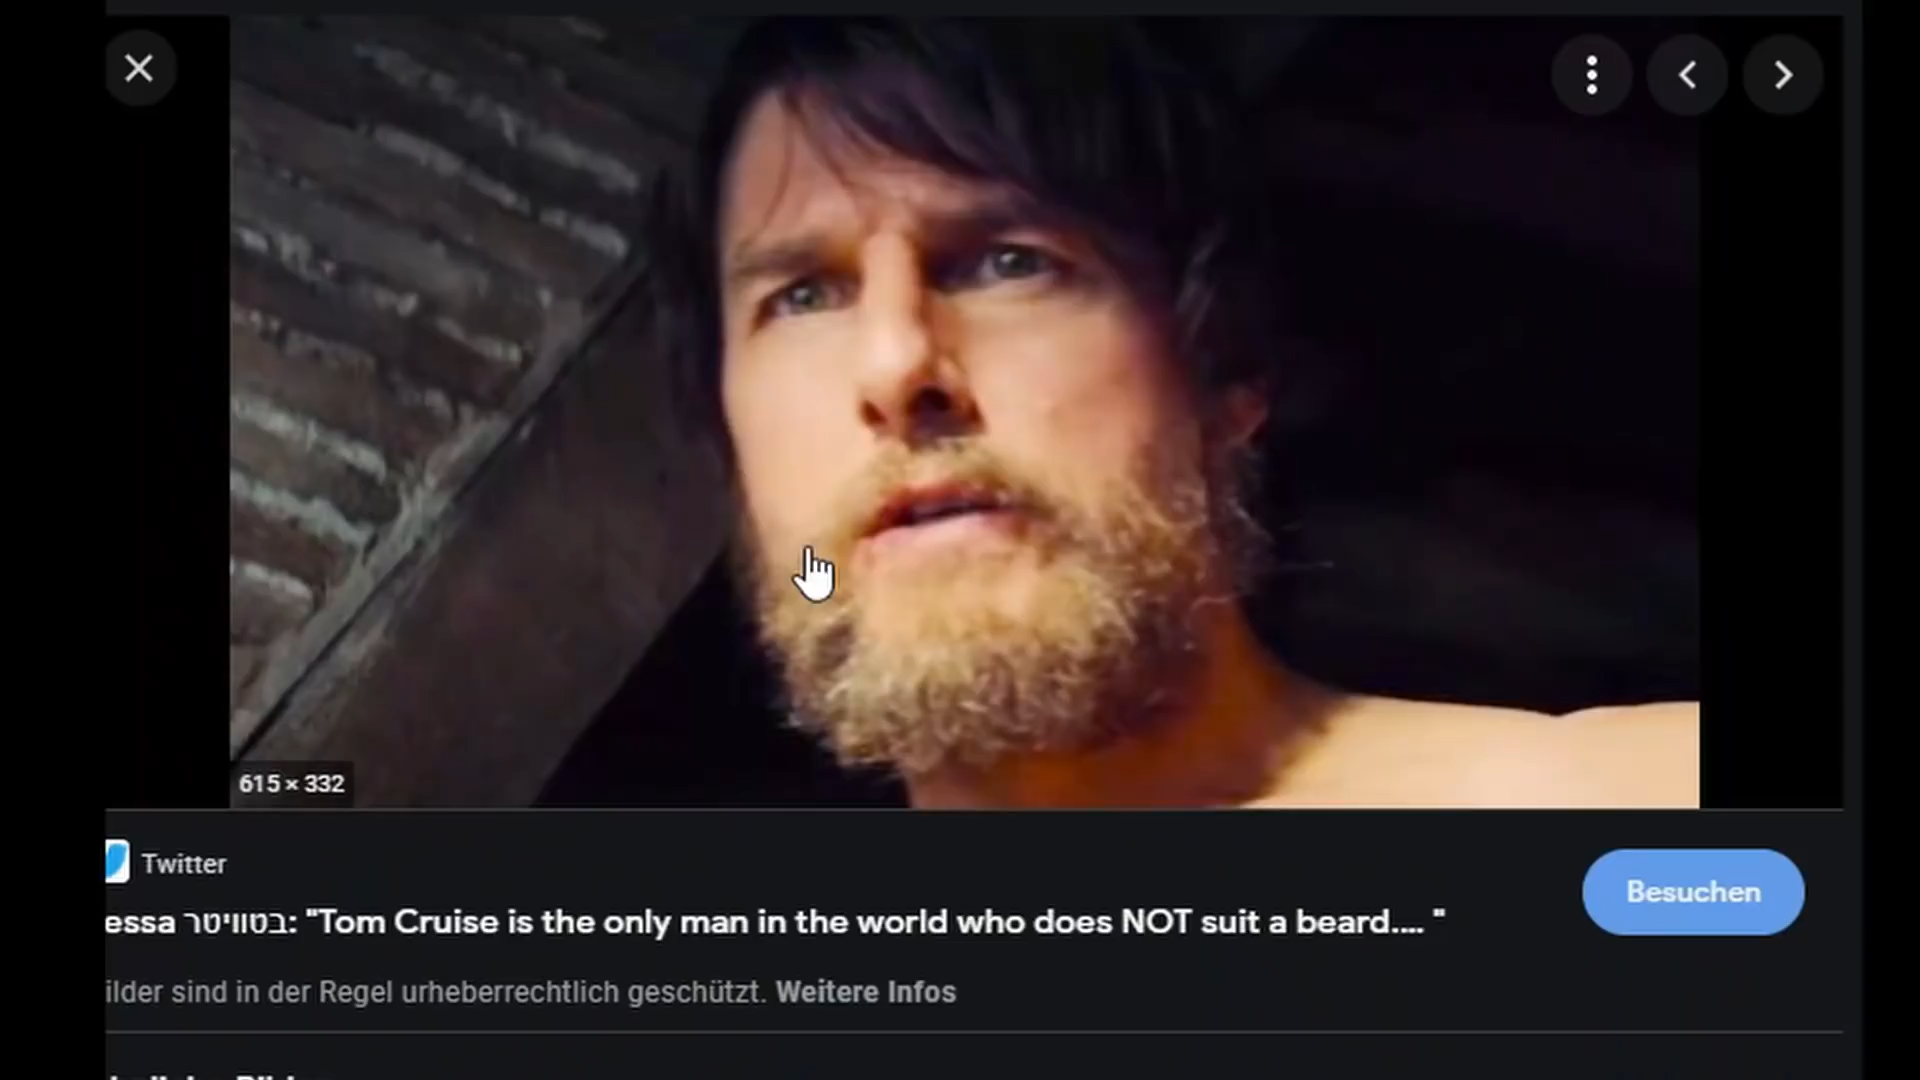 615 × 332
Twitter
essa בטוויטר: "Tom Cruise is the only man in the world who does NOT suit a beard.... "
Besuchen
ilder sind in der Regel urheberrechtlich geschützt. Weitere Infos